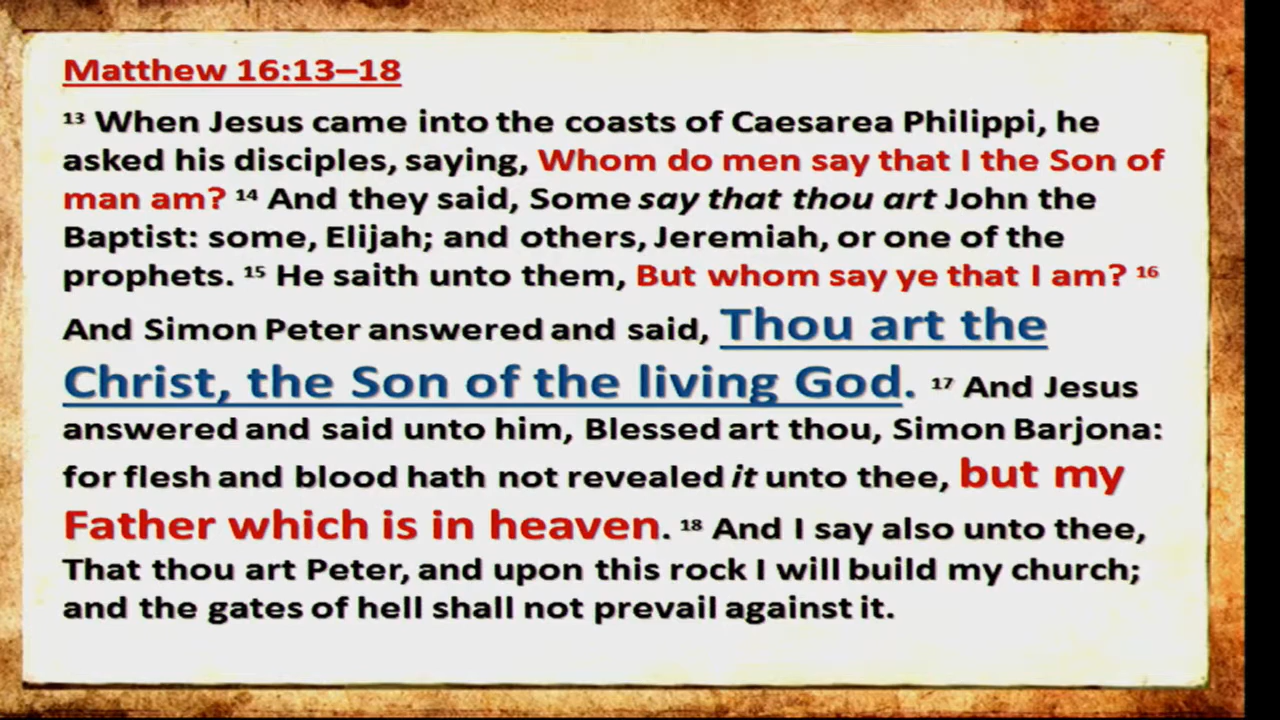 Matthew 16:13–18
¹³ When Jesus came into the coasts of Caesarea Philippi, he
asked his disciples, saying, Whom do men say that I the Son of
man am? ¹⁴ And they said, Some say that thou art John the
Baptist: some, Elijah; and others, Jeremiah, or one of the
prophets. ¹⁵ He saith unto them, But whom say ye that I am? ¹⁶
And Simon Peter answered and said, Thou art the
Christ, the Son of the living God. ¹⁷ And Jesus
answered and said unto him, Blessed art thou, Simon Barjona:
for flesh and blood hath not revealed it unto thee, but my
Father which is in heaven. ¹⁸ And I say also unto thee,
That thou art Peter, and upon this rock I will build my church;
and the gates of hell shall not prevail against it.